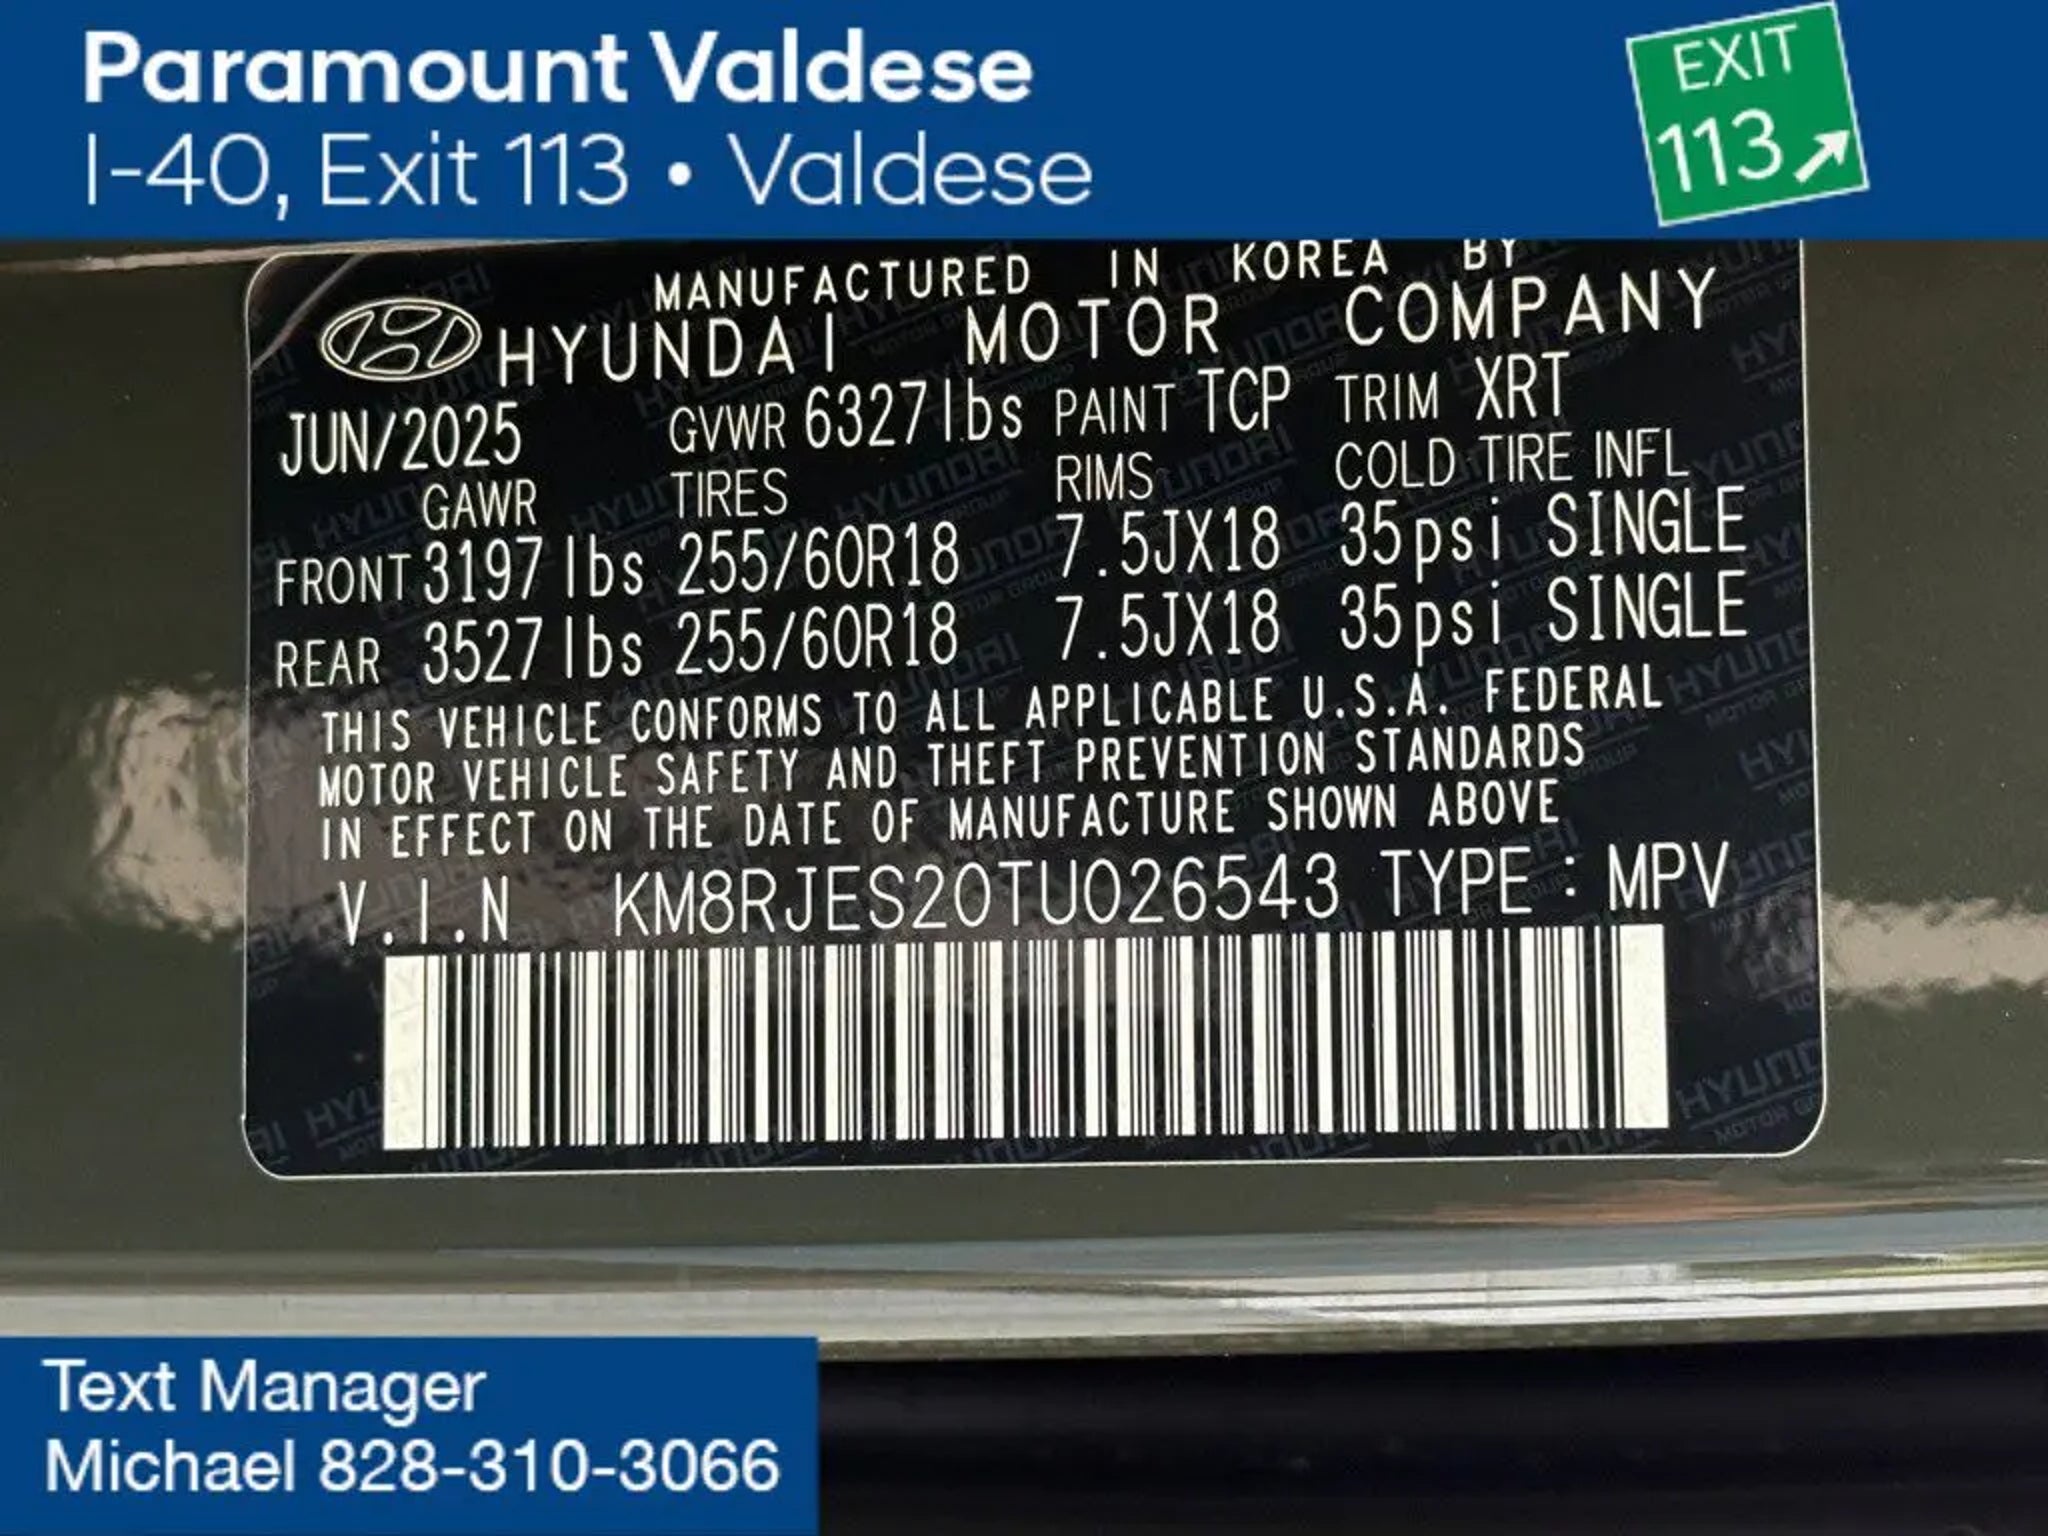 Paramount Valdese
I-40, Exit 113 • Valdese
EXIT
113
MANUFACTURED IN KOREA BY
HYUNDAI MOTOR COMPANY
JUN/2025 GVWR 6327lbs PAINT TCP TRIM XRT
GAWR TIRES RIMS COLD TIRE INFL
FRONT 3197 lbs 255/60R18 7.5JX18 35psi SINGLE
REAR 3527 lbs 255/60R18 7.5JX18 35psi SINGLE
THIS VEHICLE CONFORMS TO ALL APPLICABLE U.S.A. FEDERAL
MOTOR VEHICLE SAFETY AND THEFT PREVENTION STANDARDS
IN EFFECT ON THE DATE OF MANUFACTURE SHOWN ABOVE
V.I.N KM8RJES20TU026543 TYPE : MPV
Text Manager
Michael 828-310-3066